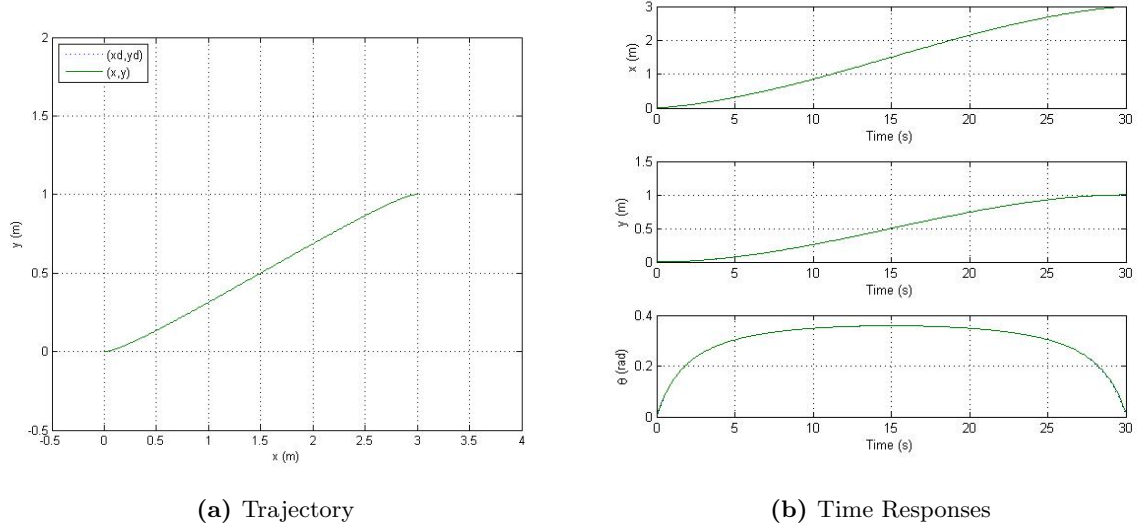 2
1.5
1
0.5
0
-0.5
(xd,yd)
(x,y)
y (m)
-0.5 0 0.5 1 1.5 2 2.5 3 3.5 4
x (m)
(a) Trajectory
3
2
1
0
x (m)
0 5 10 15 20 25 30
Time (s)
1.5
1
0.5
0
y (m)
0 5 10 15 20 25 30
Time (s)
0.4
0.2
0
θ (rad)
0 5 10 15 20 25 30
Time (s)
(b) Time Responses